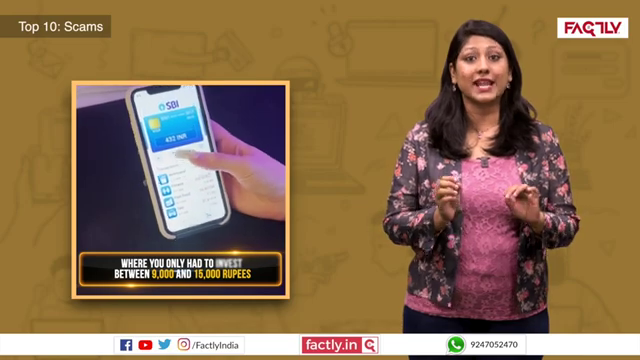 Top 10: Scams
FACTLY
SBI
432 INR
WHERE YOU ONLY HAD TO INVEST
BETWEEN 9,000 AND 15,000 RUPEES
/FactlyIndia
factly.in
9247052470